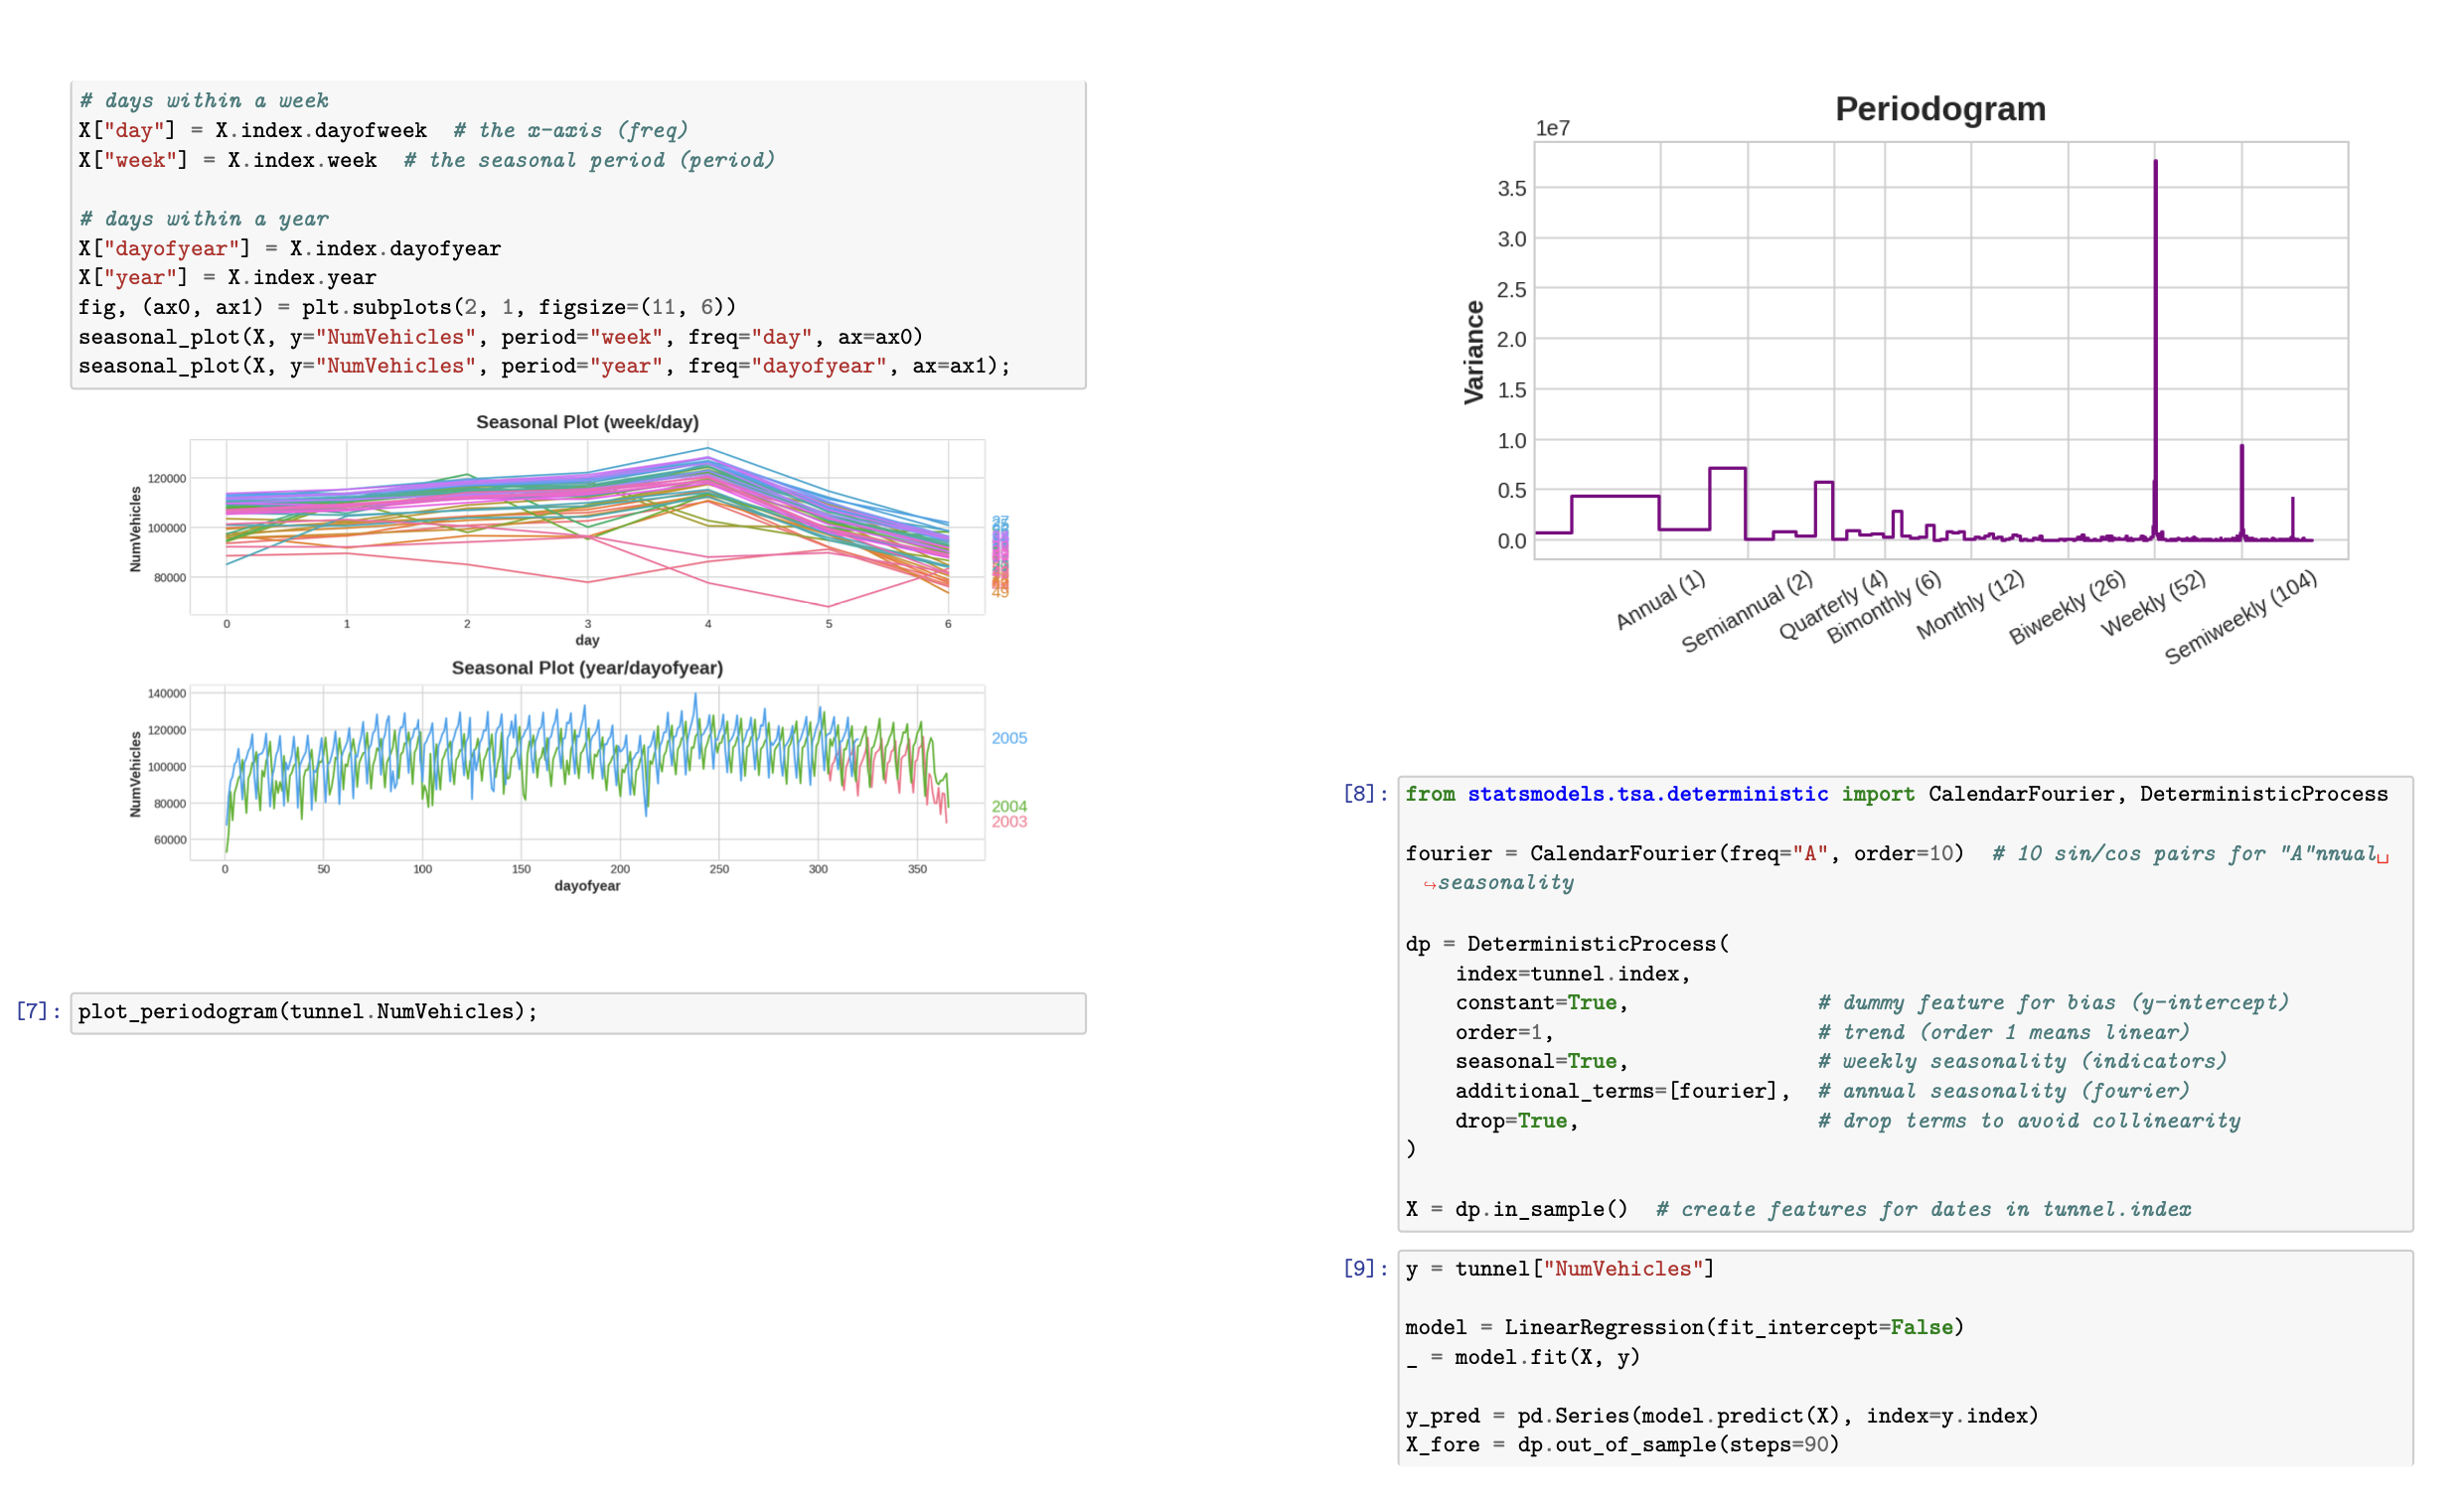 # days within a week
X["day"] = X.index.dayofweek  # the x-axis (freq)
X["week"] = X.index.week  # the seasonal period (period)
# days within a year
X["dayofyear"] = X.index.dayofyear
X["year"] = X.index.year
fig, (ax0, ax1) = plt.subplots(2, 1, figsize=(11, 6))
seasonal_plot(X, y="NumVehicles", period="week", freq="day", ax=ax0)
seasonal_plot(X, y="NumVehicles", period="year", freq="dayofyear", ax=ax1);
Seasonal Plot (week/day)
NumVehicles
120000
100000
80000
49
0 1 2 3 4 5 6
day
Seasonal Plot (year/dayofyear)
NumVehicles
140000
120000
100000
80000
60000
2005
2004
2003
0 50 100 150 200 250 300 350
dayofyear
[7]: plot_periodogram(tunnel.NumVehicles);
Periodogram
1e7
Variance
3.5
3.0
2.5
2.0
1.5
1.0
0.5
0.0
Annual (1)
Semiannual (2)
Quarterly (4)
Bimonthly (6)
Monthly (12)
Biweekly (26)
Weekly (52)
Semiweekly (104)
[8]: from statsmodels.tsa.deterministic import CalendarFourier, DeterministicProcess
fourier = CalendarFourier(freq="A", order=10)  # 10 sin/cos pairs for "A"nnual␣
↪seasonality
dp = DeterministicProcess(
    index=tunnel.index,
    constant=True,               # dummy feature for bias (y-intercept)
    order=1,                     # trend (order 1 means linear)
    seasonal=True,               # weekly seasonality (indicators)
    additional_terms=[fourier],  # annual seasonality (fourier)
    drop=True,                   # drop terms to avoid collinearity
)
X = dp.in_sample()  # create features for dates in tunnel.index
[9]: y = tunnel["NumVehicles"]
model = LinearRegression(fit_intercept=False)
_ = model.fit(X, y)
y_pred = pd.Series(model.predict(X), index=y.index)
X_fore = dp.out_of_sample(steps=90)